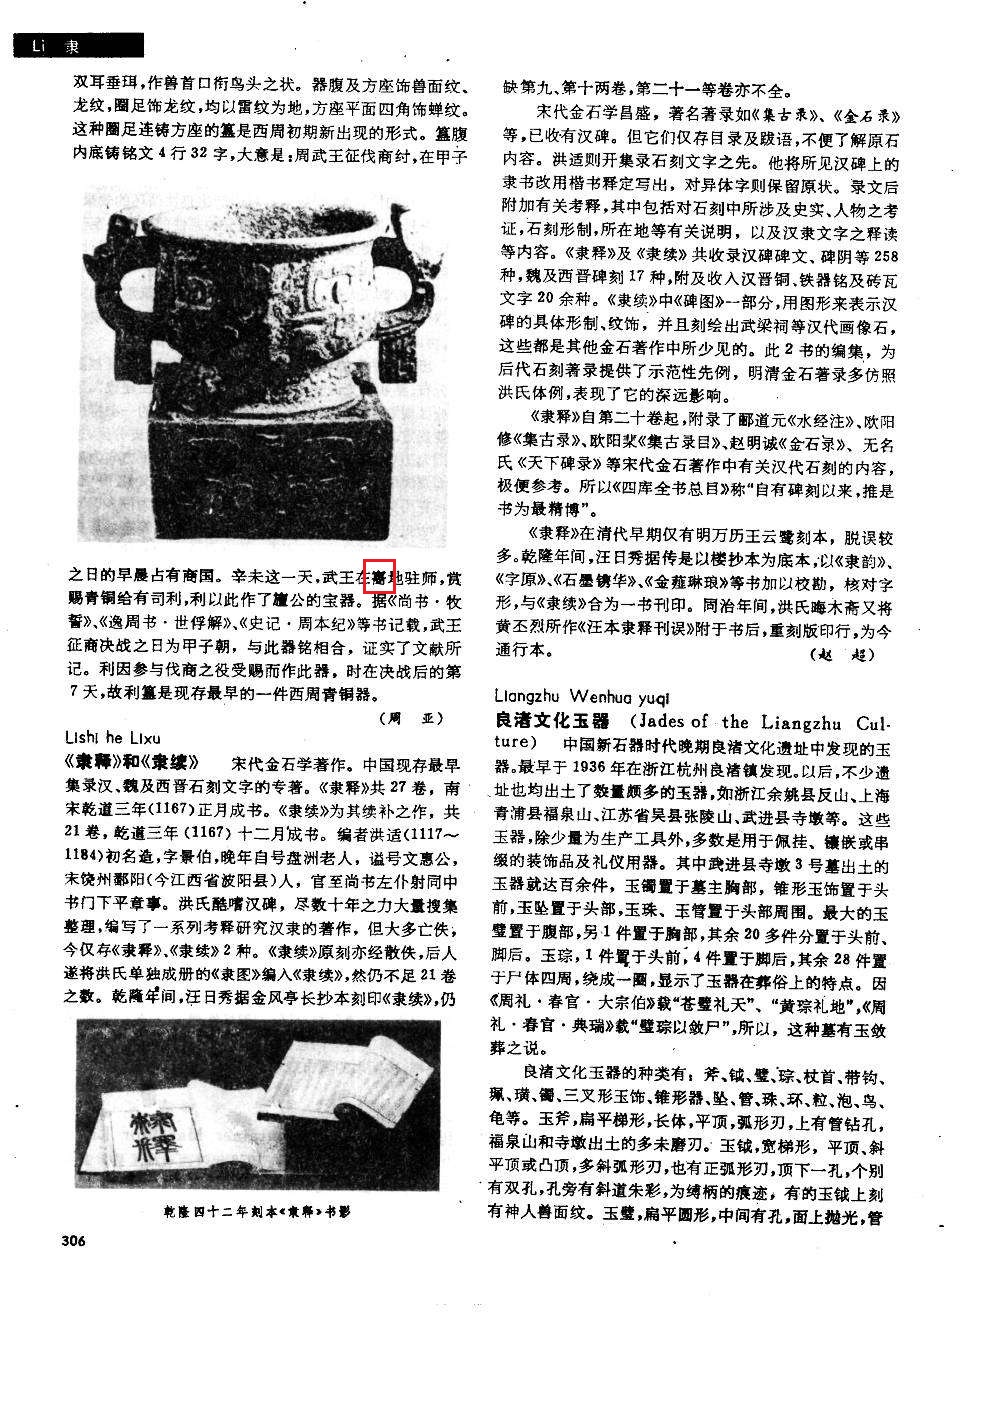 Li 隶
双耳垂珥,作兽首口衔鸟头之状。器腹及方座饰兽面纹、
龙纹,圈足饰龙纹,均以雷纹为地,方座平面四角饰蝉纹。
这种圈足连铸方座的簋是西周初期新出现的形式。簋腹
内底铸铭文4行32字,大意是:周武王征伐商纣,在甲子
之日的早晨占有商国。辛未这一天,武王在 地驻师,赏
赐青铜给有司利,利以此作了 公的宝器。据《尚书·牧
誓》、《逸周书·世俘解》、《史记·周本纪》等书记载,武王
征商决战之日为甲子朝,与此器铭相合,证实了文献所
记。利因参与伐商之役受赐而作此器,时在决战后的第
7天,故利簋是现存最早的一件西周青铜器。
(周 亚)
Lishi he Lixu
《隶释》和《隶续》 宋代金石学著作。中国现存最早
集录汉、魏及西晋石刻文字的专著。《隶释》共27卷,南
宋乾道三年(1167)正月成书。《隶续》为其续补之作,共
21卷,乾道三年(1167)十二月成书。编者洪适(1117～
1184)初名造,字景伯,晚年自号盘洲老人,谥号文惠公,
宋饶州鄱阳(今江西省波阳县)人,官至尚书左仆射同中
书门下平章事。洪氏酷嗜汉碑,尽数十年之力大量搜集
整理,编写了一系列考释研究汉隶的著作,但大多亡佚,
今仅存《隶释》、《隶续》2种。《隶续》原刻亦经散佚,后人
遂将洪氏单独成册的《隶图》编入《隶续》,然仍不足21卷
之数。乾隆年间,汪日秀据金风亭长抄本刻印《隶续》,仍
隶釋
乾隆四十二年刻本《隶释》书影
306
缺第九、第十两卷,第二十一等卷亦不全。
宋代金石学昌盛,著名著录如《集古录》、《金石录》
等,已收有汉碑。但它们仅存目录及跋语,不便了解原石
内容。洪适则开集录石刻文字之先。他将所见汉碑上的
隶书改用楷书释定写出,对异体字则保留原状。录文后
附加有关考释,其中包括对石刻中所涉及史实、人物之考
证,石刻形制,所在地等有关说明,以及汉隶文字之释读
等内容。《隶释》及《隶续》共收录汉碑碑文、碑阴等258
种,魏及西晋碑刻17种,附及收入汉晋铜、铁器铭及砖瓦
文字20余种。《隶续》中《碑图》一部分,用图形来表示汉
碑的具体形制、纹饰,并且刻绘出武梁祠等汉代画像石,
这些都是其他金石著作中所少见的。此2书的编集,为
后代石刻著录提供了示范性先例,明清金石著录多仿照
洪氏体例,表现了它的深远影响。
《隶释》自第二十卷起,附录了郦道元《水经注》、欧阳
修《集古录》、欧阳棐《集古录目》、赵明诚《金石录》、无名
氏《天下碑录》等宋代金石著作中有关汉代石刻的内容,
极便参考。所以《四库全书总目》称“自有碑刻以来,推是
书为最精博”。
《隶释》在清代早期仅有明万历王云鹭刻本,脱误较
多。乾隆年间,汪日秀据传是以楼抄本为底本,以《隶韵》、
《字原》、《石墨镌华》、《金薤琳琅》等书加以校勘,核对字
形,与《隶续》合为一书刊印。同治年间,洪氏晦木斋又将
黄丕烈所作《汪本隶释刊误》附于书后,重刻版印行,为今
通行本。 (赵 超)
Liangzhu Wenhua yuqi
良渚文化玉器 (Jades of the Liangzhu Cul-
ture) 中国新石器时代晚期良渚文化遗址中发现的玉
器。最早于1936年在浙江杭州良渚镇发现。以后,不少遗
址也均出土了数量颇多的玉器,如浙江余姚县反山、上海
青浦县福泉山、江苏省吴县张陵山、武进县寺墩等。这些
玉器,除少量为生产工具外,多数是用于佩挂、镶嵌或串
缀的装饰品及礼仪用器。其中武进县寺墩3号墓出土的
玉器就达百余件,玉镯置于墓主胸部,锥形玉饰置于头
前,玉坠置于头部,玉珠、玉管置于头部周围。最大的玉
璧置于腹部,另1件置于胸部,其余20多件分置于头前、
脚后。玉琮,1件置于头前,4件置于脚后,其余28件置
于尸体四周,绕成一圈,显示了玉器在葬俗上的特点。因
《周礼·春官·大宗伯》载“苍璧礼天”、“黄琮礼地”,《周
礼·春官·典瑞》载“璧琮以敛尸”,所以,这种墓有玉敛
葬之说。
良渚文化玉器的种类有:斧、钺、璧、琮、杖首、带钩、
珮、璜、镯、三叉形玉饰、锥形器、坠、管、珠、环、粒、泡、鸟、
龟等。玉斧,扁平梯形,长体,平顶,弧形刃,上有管钻孔,
福泉山和寺墩出土的多未磨刃。玉钺,宽梯形,平顶、斜
平顶或凸顶,多斜弧形刃,也有正弧形刃,顶下一孔,个别
有双孔,孔旁有斜道朱彩,为缚柄的痕迹,有的玉钺上刻
有神人兽面纹。玉璧,扁平圆形,中间有孔,面上抛光,管